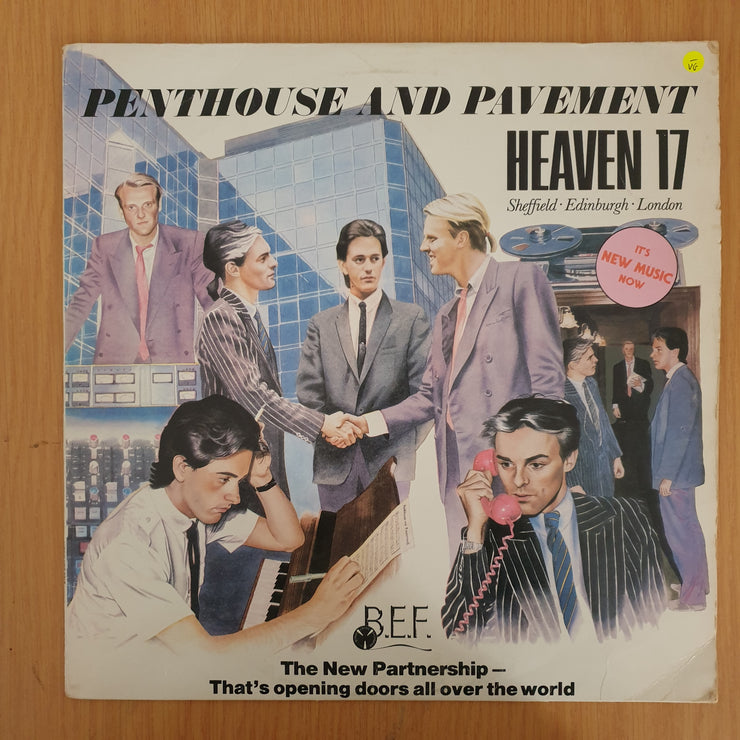 VG
PENTHOUSE AND PAVEMENT
HEAVEN 17
Sheffield · Edinburgh · London
IT'S
NEW MUSIC
NOW
B.E.F.
The New Partnership –
That's opening doors all over the world